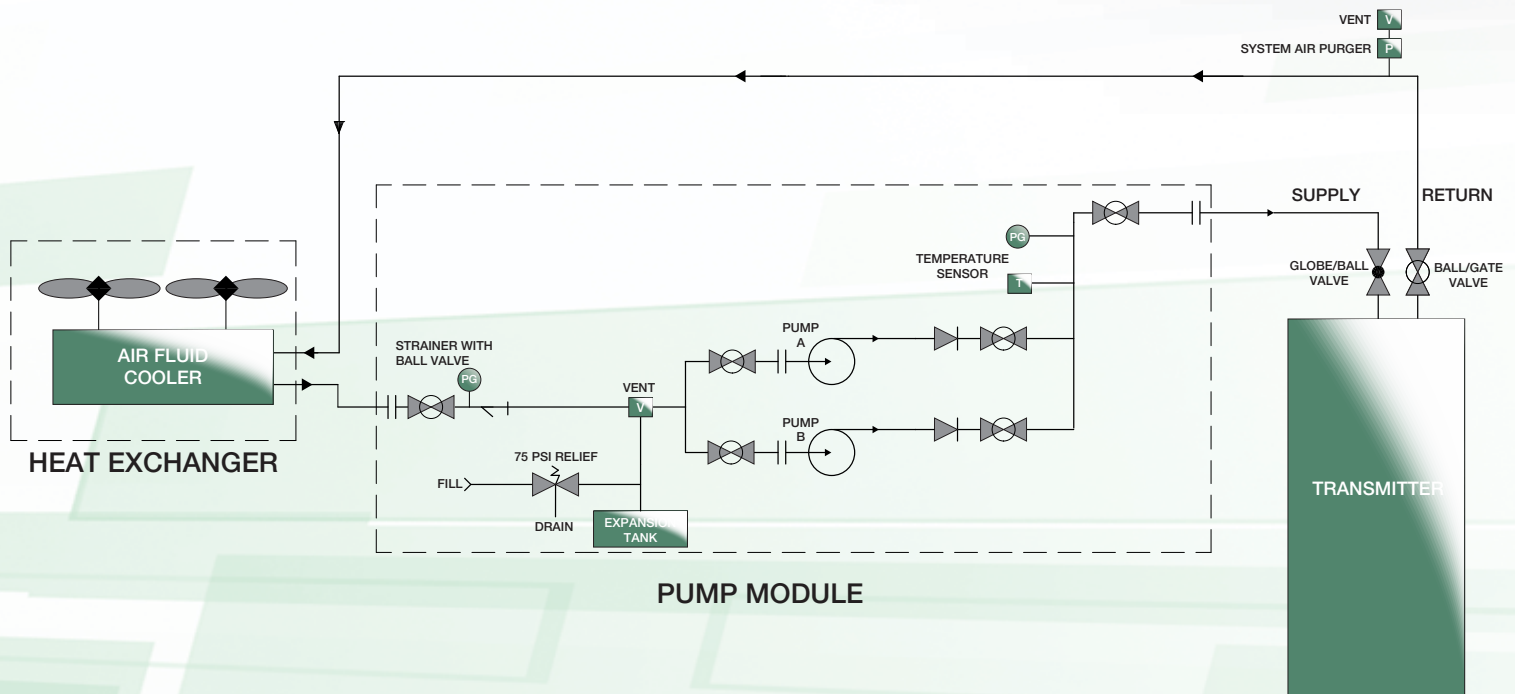 VENT
V
SYSTEM AIR PURGER
P
SUPPLY
RETURN
PG
TEMPERATURE
SENSOR
T
GLOBE/BALL
VALVE
BALL/GATE
VALVE
AIR FLUID
COOLER
HEAT EXCHANGER
STRAINER WITH
BALL VALVE
PG
VENT
V
PUMP
A
PUMP
B
75 PSI RELIEF
FILL
DRAIN
EXPANSION
TANK
PUMP MODULE
TRANSMITTER